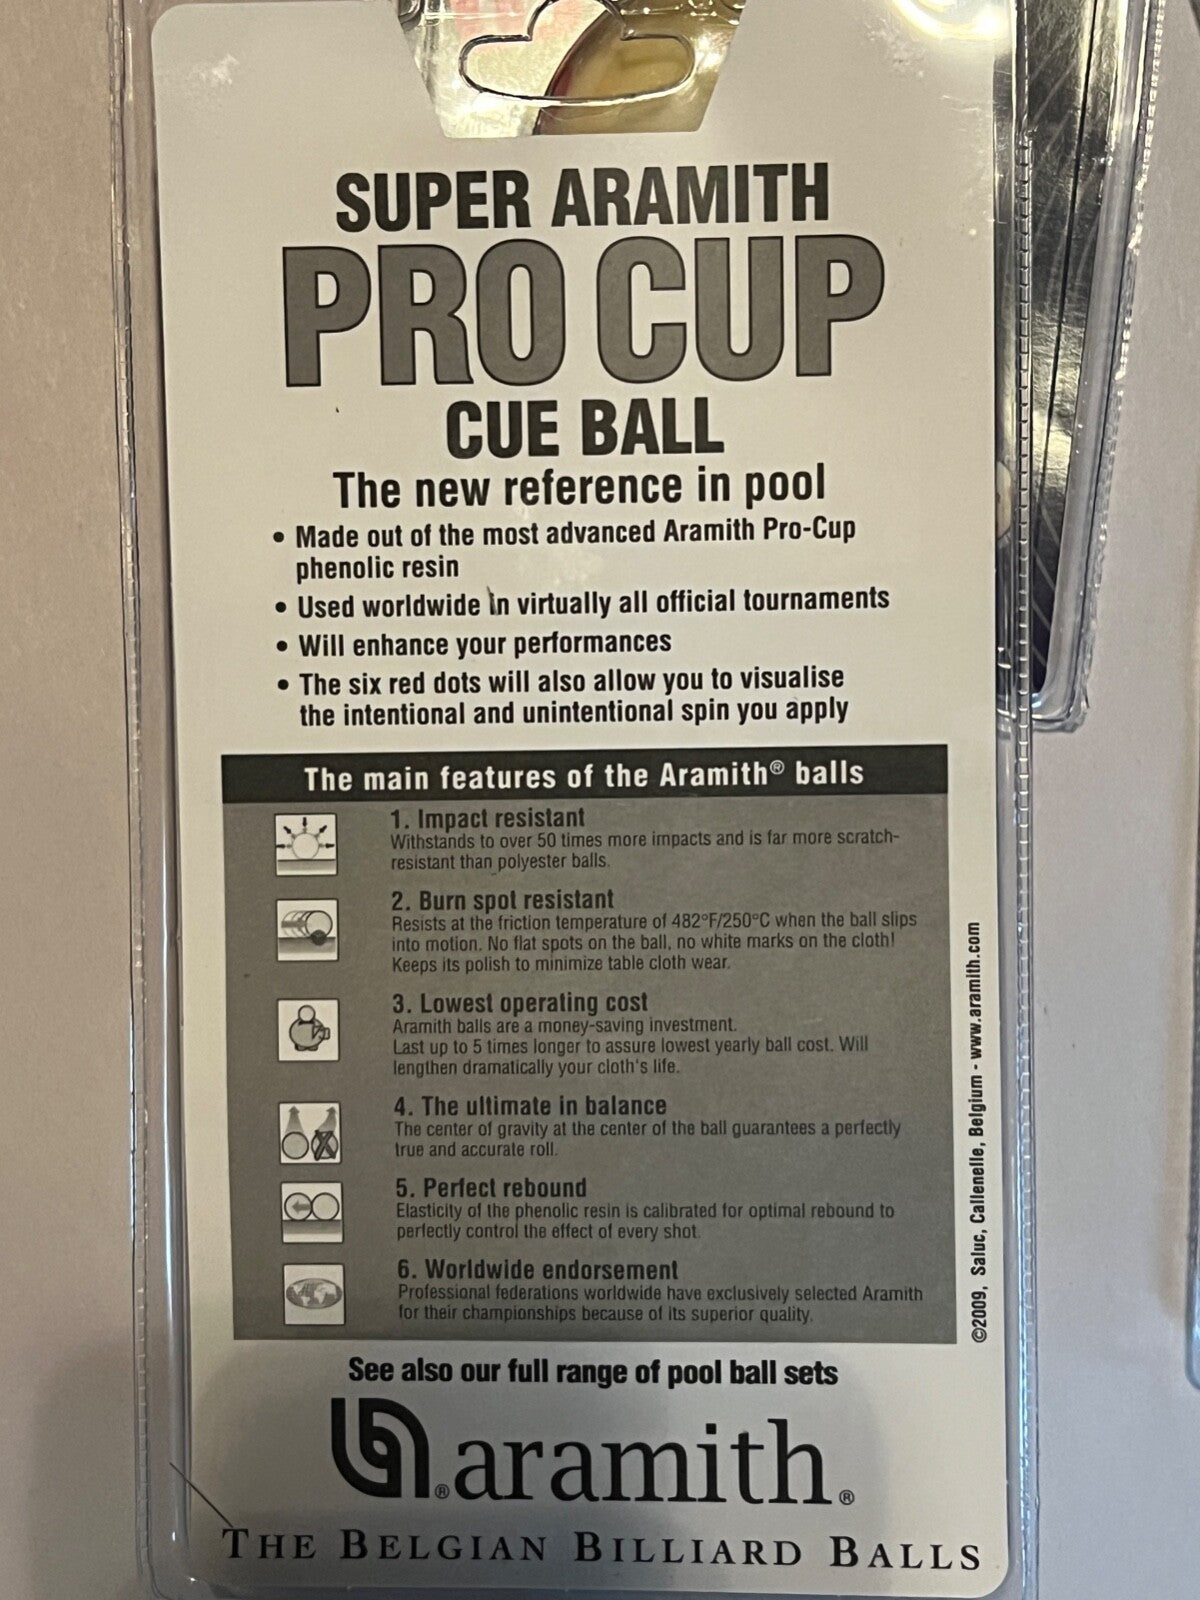 SUPER ARAMITH
PRO CUP
CUE BALL
The new reference in pool
• Made out of the most advanced Aramith Pro-Cup
phenolic resin
• Used worldwide in virtually all official tournaments
• Will enhance your performances
• The six red dots will also allow you to visualise
the intentional and unintentional spin you apply
The main features of the Aramith® balls
1. Impact resistant
Withstands to over 50 times more impacts and is far more scratch-
resistant than polyester balls.
2. Burn spot resistant
Resists at the friction temperature of 482°F/250°C when the ball slips
into motion. No flat spots on the ball, no white marks on the cloth!
Keeps its polish to minimize table cloth wear.
3. Lowest operating cost
Aramith balls are a money-saving investment.
Last up to 5 times longer to assure lowest yearly ball cost. Will
lengthen dramatically your cloth's life.
4. The ultimate in balance
The center of gravity at the center of the ball guarantees a perfectly
true and accurate roll.
5. Perfect rebound
Elasticity of the phenolic resin is calibrated for optimal rebound to
perfectly control the effect of every shot.
6. Worldwide endorsement
Professional federations worldwide have exclusively selected Aramith
for their championships because of its superior quality.
©2009, Saluc, Callenelle, Belgium - www.aramith.com
See also our full range of pool ball sets
® aramith®
THE BELGIAN BILLIARD BALLS